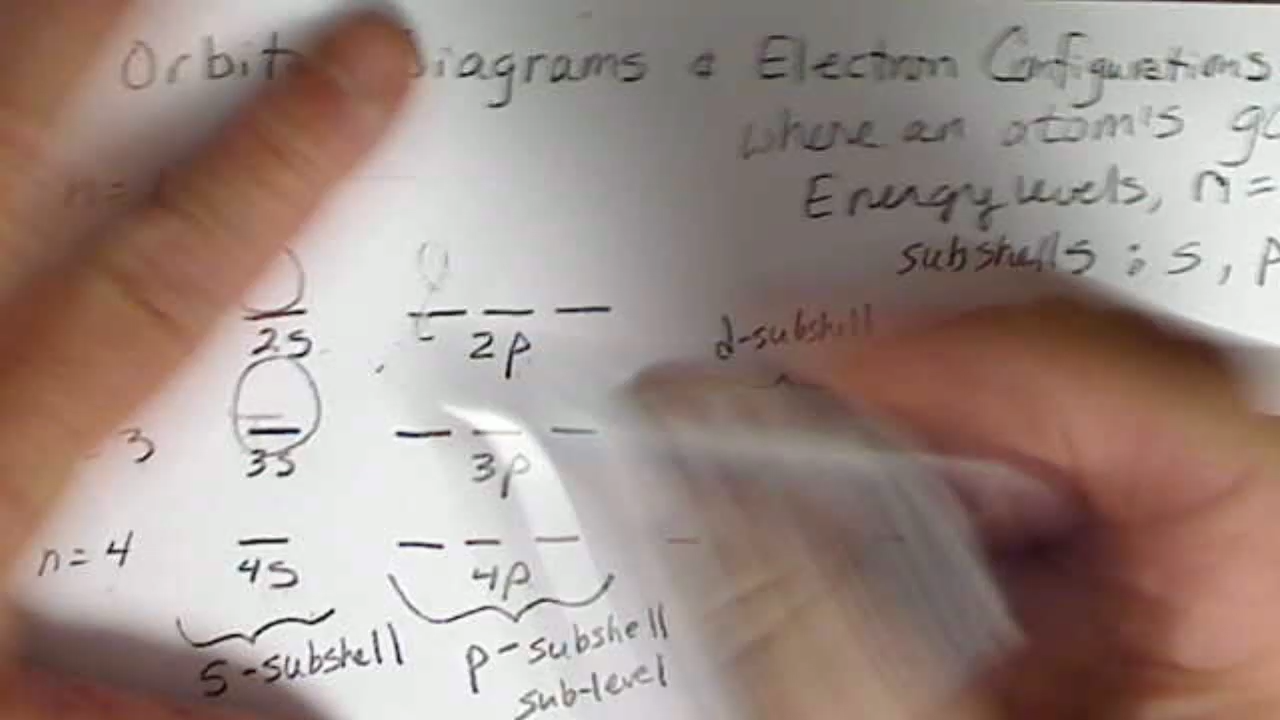 Diagrams & Electron Configurations
where an atom's
Energy levels, n =
subshells : s, p
n=
d-subshell
2s 2p
3
3s 3p
n = 4
4s 4p
s-subshell p-subshell
sub-level